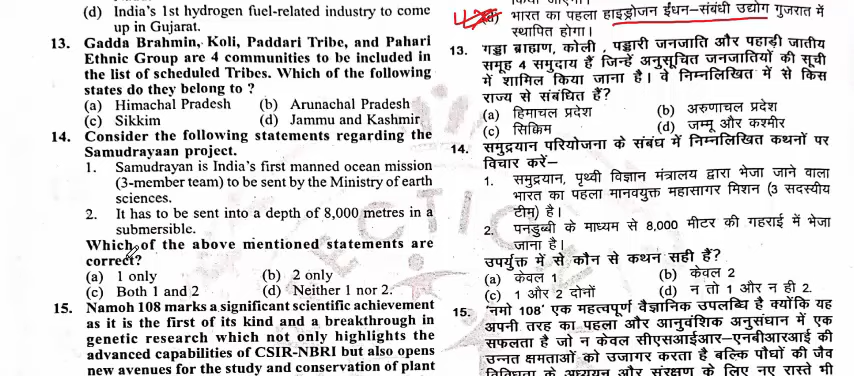 (d) India's 1st hydrogen fuel-related industry to come
up in Gujarat.
13. Gadda Brahmin, Koli, Paddari Tribe, and Pahari
Ethnic Group are 4 communities to be included in
the list of scheduled Tribes. Which of the following
states do they belong to ?
(a) Himachal Pradesh (b) Arunachal Pradesh
(c) Sikkim (d) Jammu and Kashmir
14. Consider the following statements regarding the
Samudrayaan project.
1. Samudrayan is India's first manned ocean mission
(3-member team) to be sent by the Ministry of earth
sciences.
2. It has to be sent into a depth of 8,000 metres in a
submersible.
Which of the above mentioned statements are
correct?
(a) 1 only (b) 2 only
(c) Both 1 and 2 (d) Neither 1 nor 2.
15. Namoh 108 marks a significant scientific achievement
as it is the first of its kind and a breakthrough in
genetic research which not only highlights the
advanced capabilities of CSIR-NBRI but also opens
new avenues for the study and conservation of plant
(d) भारत का पहला हाइड्रोजन ईंधन-संबंधी उद्योग गुजरात में
स्थापित होगा।
13. गड्डा ब्राह्मण, कोली, पड्डारी जनजाति और पहाड़ी जातीय
समूह 4 समुदाय हैं जिन्हें अनुसूचित जनजातियों की सूची
में शामिल किया जाना है। वे निम्नलिखित में से किस
राज्य से संबंधित हैं?
(a) हिमाचल प्रदेश (b) अरुणाचल प्रदेश
(c) सिक्किम (d) जम्मू और कश्मीर
14. समुद्रयान परियोजना के संबंध में निम्नलिखित कथनों पर
विचार करें–
1. समुद्रयान, पृथ्वी विज्ञान मंत्रालय द्वारा भेजा जाने वाला
भारत का पहला मानवयुक्त महासागर मिशन (3 सदस्यीय
टीम) है।
2. पनडुब्बी के माध्यम से 8,000 मीटर की गहराई में भेजा
जाना है।
उपर्युक्त में से कौन से कथन सही हैं?
(a) केवल 1 (b) केवल 2
(c) 1 और 2 दोनों (d) न तो 1 और न ही 2.
15. 'नमो 108' एक महत्वपूर्ण वैज्ञानिक उपलब्धि है क्योंकि यह
अपनी तरह का पहला और आनुवंशिक अनुसंधान में एक
सफलता है जो न केवल सीएसआईआर–एनबीआरआई की
उन्नत क्षमताओं को उजागर करता है बल्कि पौधों की जैव
विविधता के अध्ययन और संरक्षण के लिए नए रास्ते भी